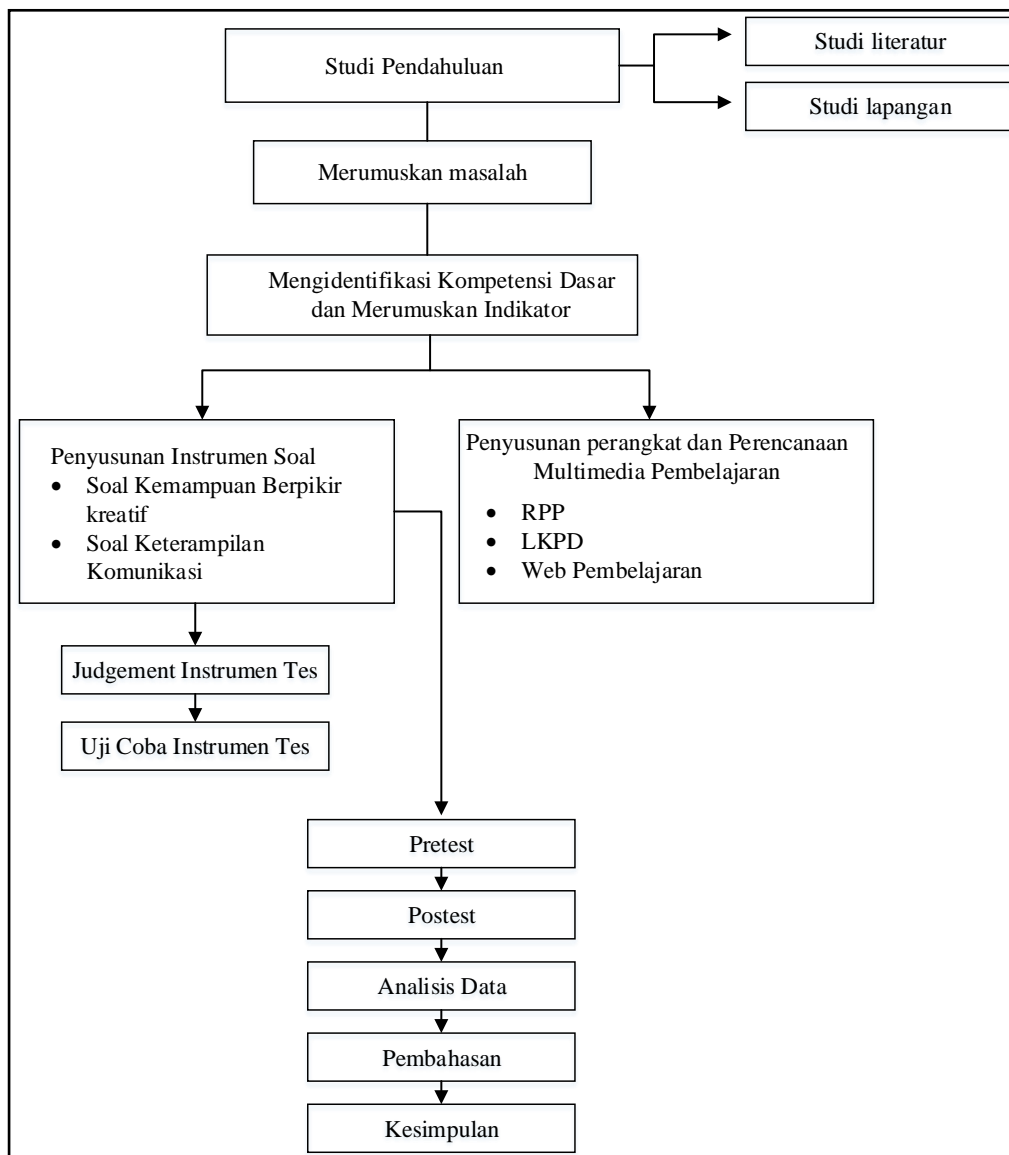 Studi Pendahuluan
Studi literatur
Studi lapangan
Merumuskan masalah
Mengidentifikasi Kompetensi Dasar
dan Merumuskan Indikator
Penyusunan Instrumen Soal
• Soal Kemampuan Berpikir
kreatif
• Soal Keterampilan
Komunikasi
Penyusunan perangkat dan Perencanaan
Multimedia Pembelajaran
• RPP
• LKPD
• Web Pembelajaran
Judgement Instrumen Tes
Uji Coba Instrumen Tes
Pretest
Postest
Analisis Data
Pembahasan
Kesimpulan